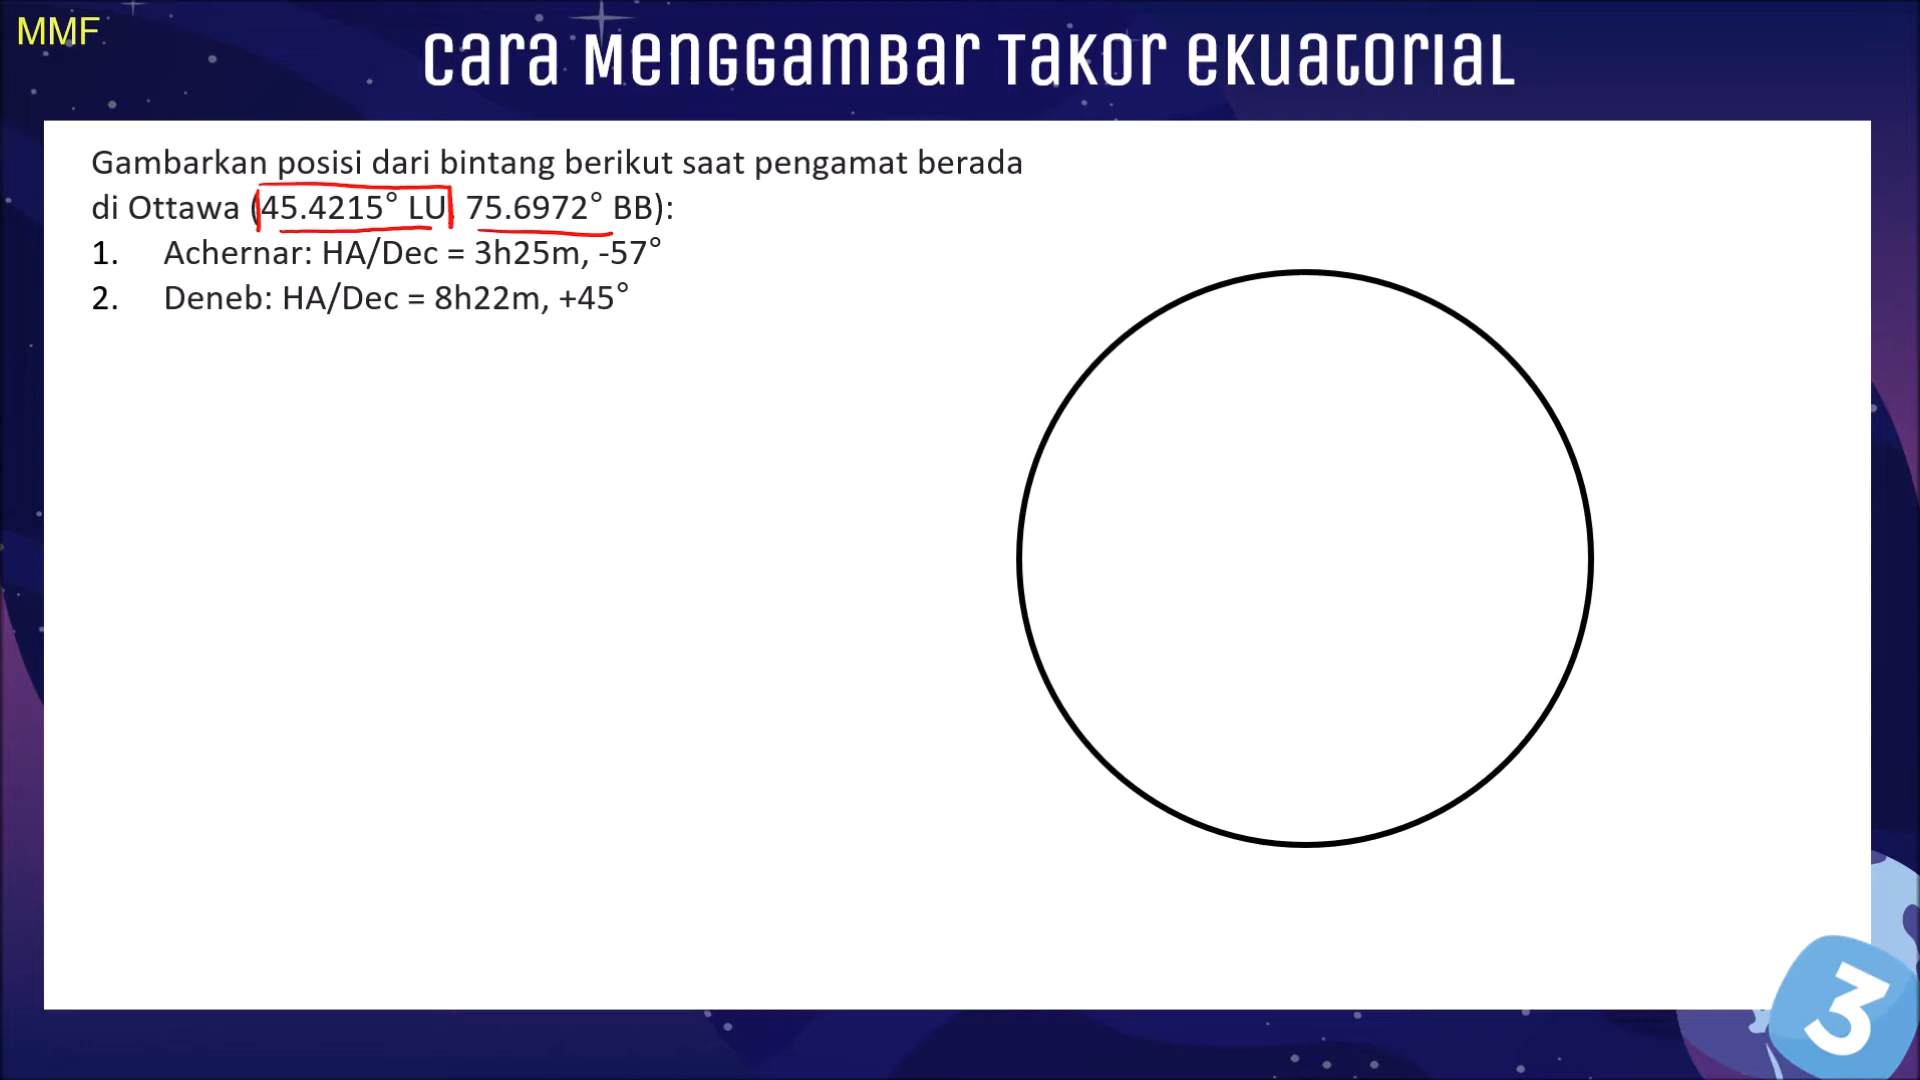 MMF
Cara Menggambar Takor Ekuatorial
Gambarkan posisi dari bintang berikut saat pengamat berada
di Ottawa (45.4215° LU, 75.6972° BB):
1. Achernar: HA/Dec = 3h25m, -57°
2. Deneb: HA/Dec = 8h22m, +45°
3